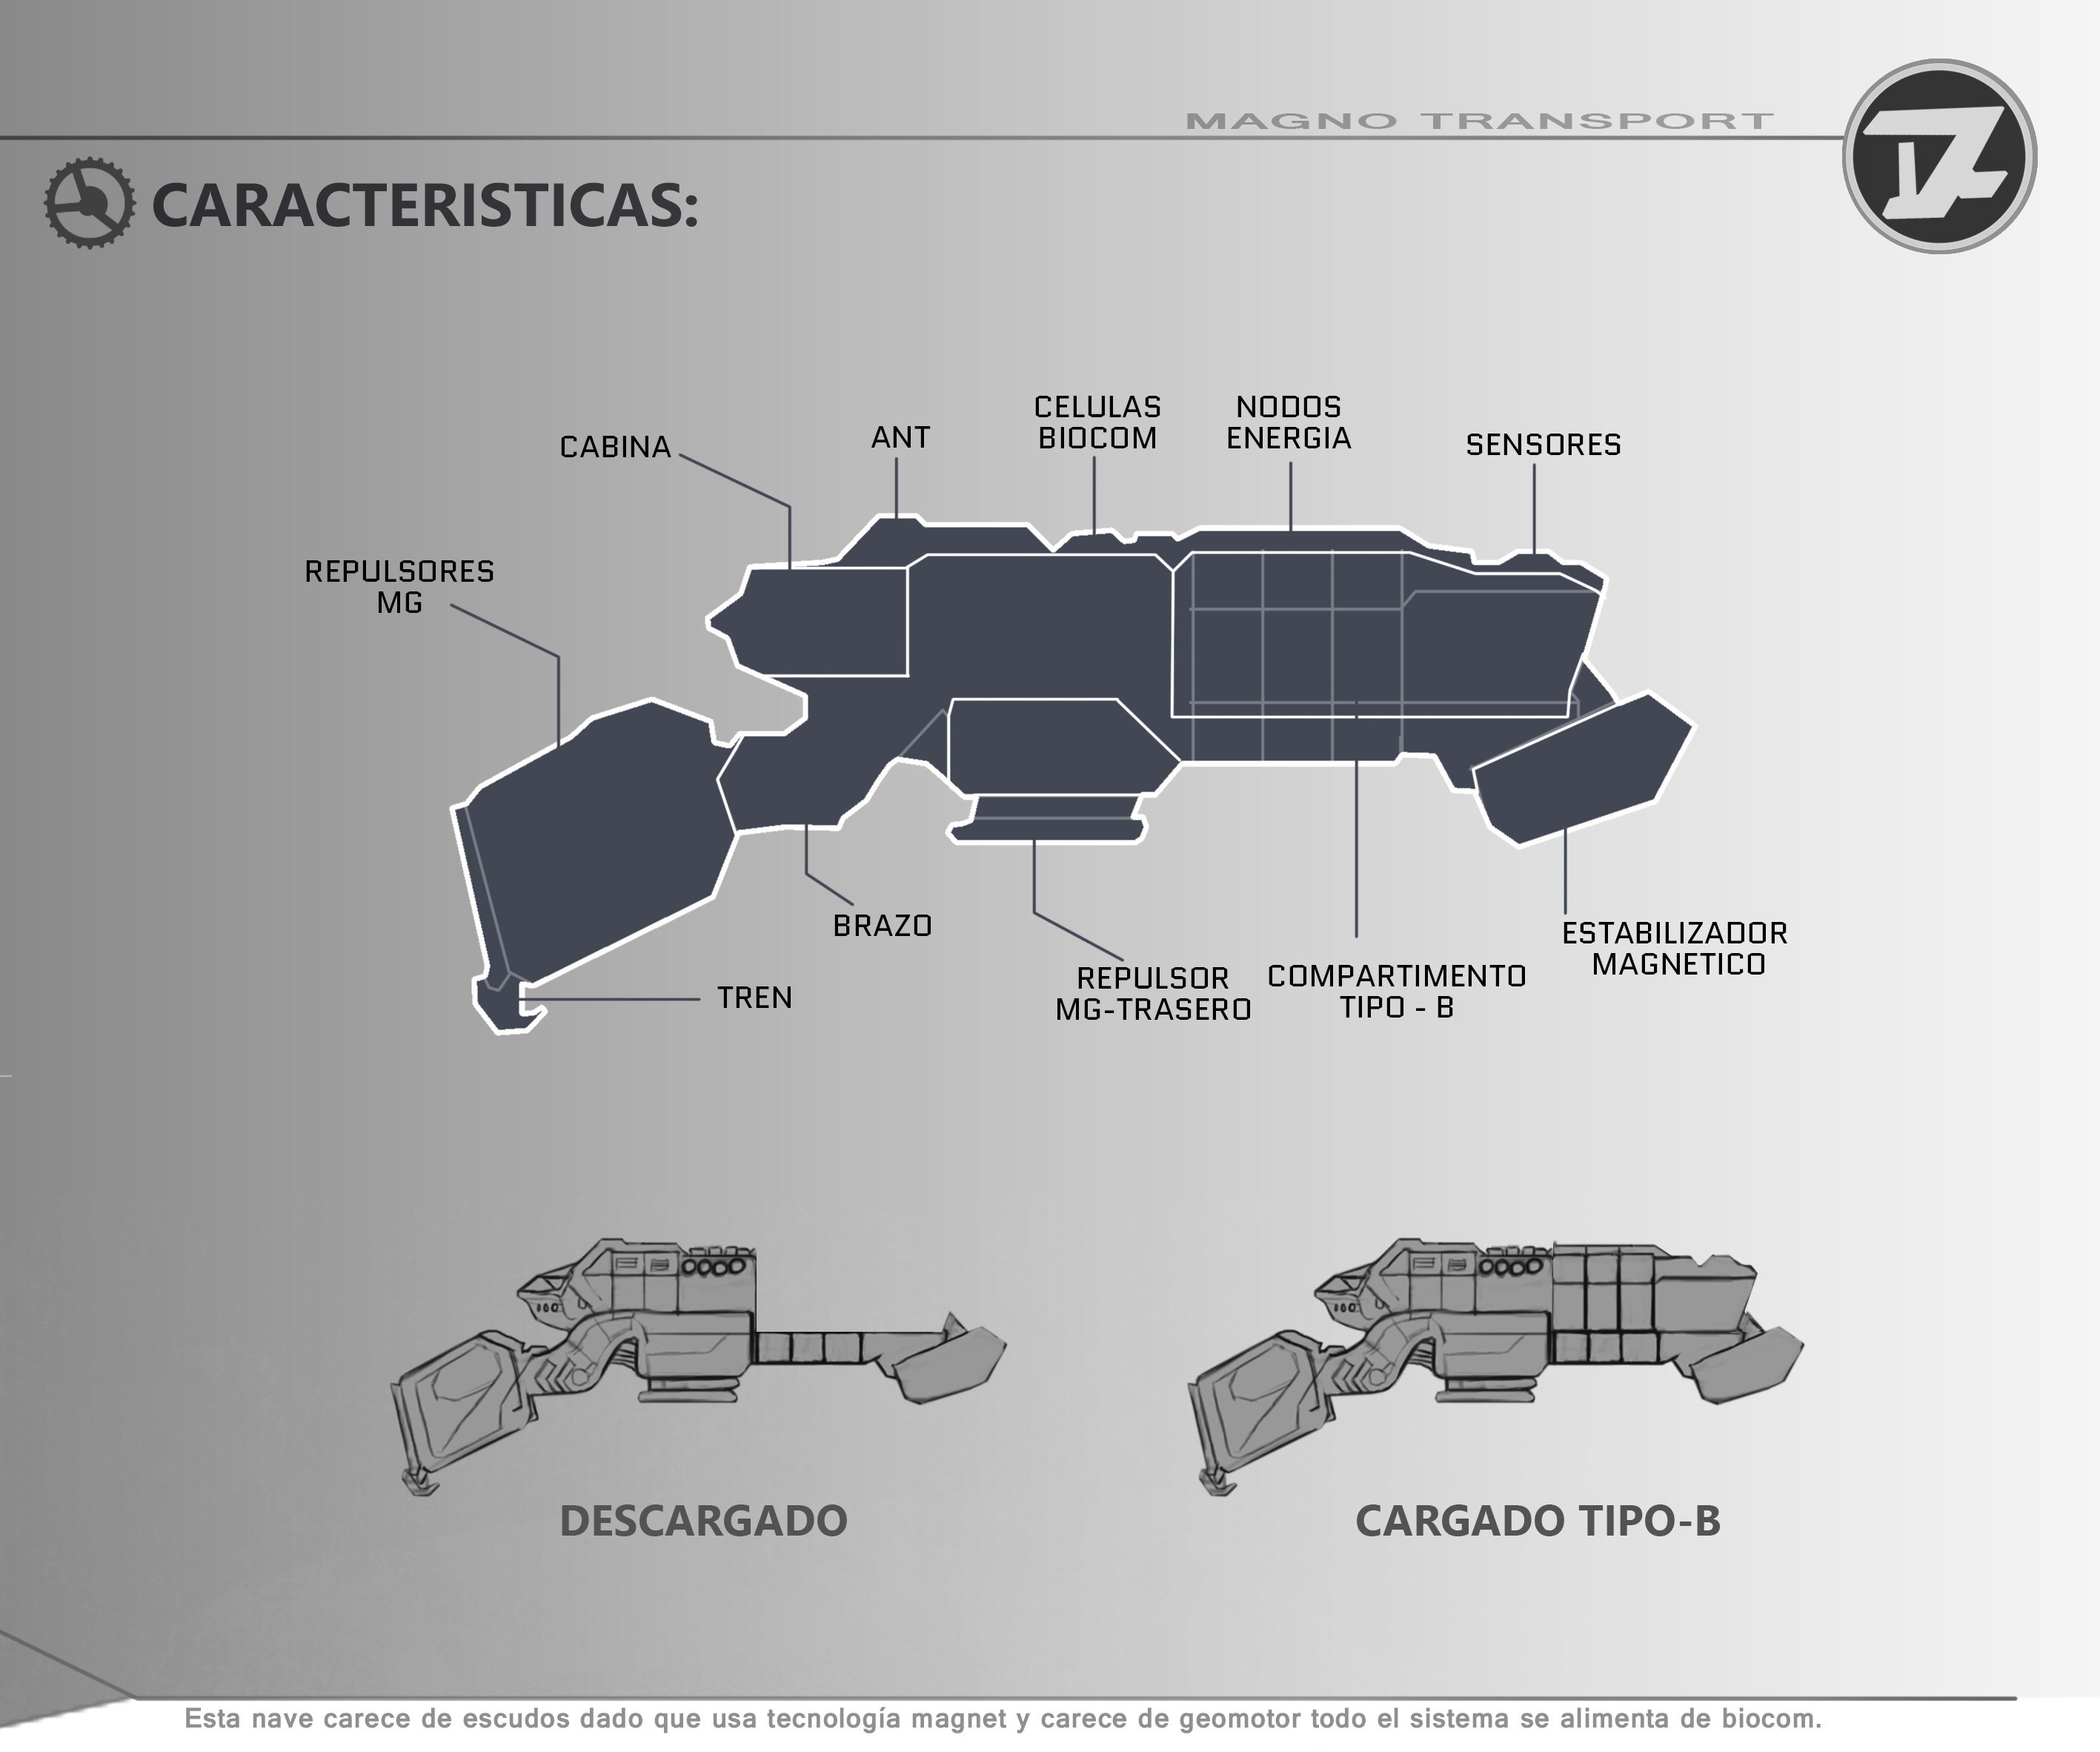 MAGNO TRANSPORT
CARACTERISTICAS:
CELULAS
BIOCOM
NODOS
ENERGIA
ANT
CABINA
SENSORES
REPULSORES
MG
BRAZO
ESTABILIZADOR
MAGNETICO
REPULSOR
MG-TRASERO
COMPARTIMENTO
TIPO - B
TREN
DESCARGADO
CARGADO TIPO-B
Esta nave carece de escudos dado que usa tecnología magnet y carece de geomotor todo el sistema se alimenta de biocom.